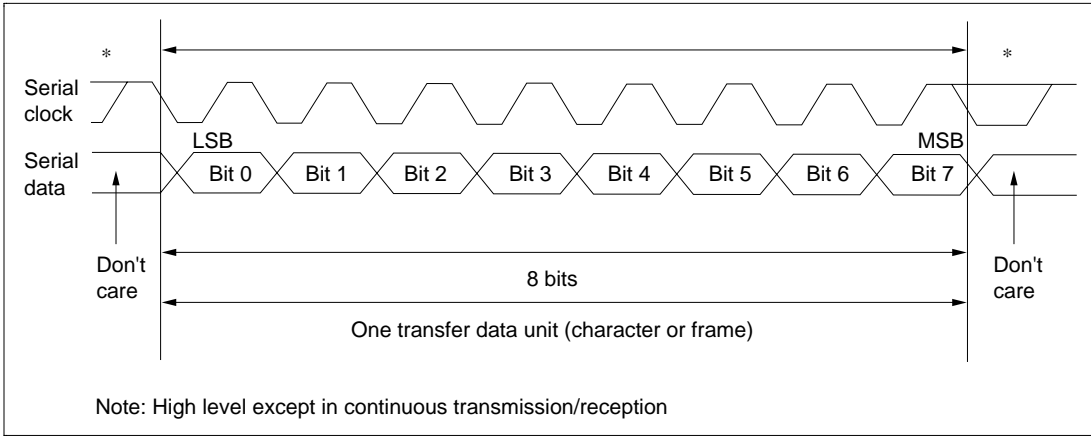 *
*
Serial
clock
LSB
MSB
Serial
data
Bit 0
Bit 1
Bit 2
Bit 3
Bit 4
Bit 5
Bit 6
Bit 7
Don't
care
8 bits
Don't
care
One transfer data unit (character or frame)
Note: High level except in continuous transmission/reception